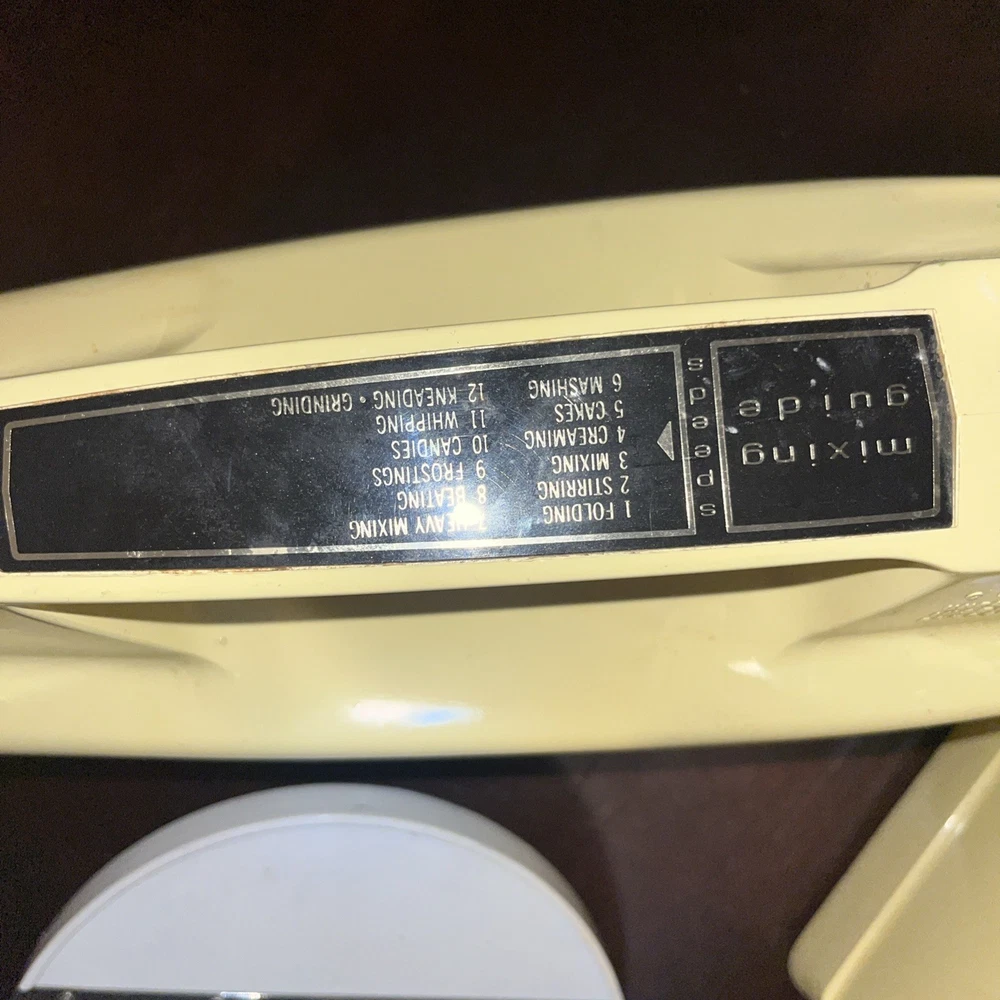 mixing
guide
speeds
1 FOLDING
2 STIRRING
3 MIXING
4 CREAMING
5 CAKES
6 MASHING
7 HEAVY MIXING
8 BEATING
9 FROSTINGS
10 CANDIES
11 WHIPPING
12 KNEADING • GRINDING